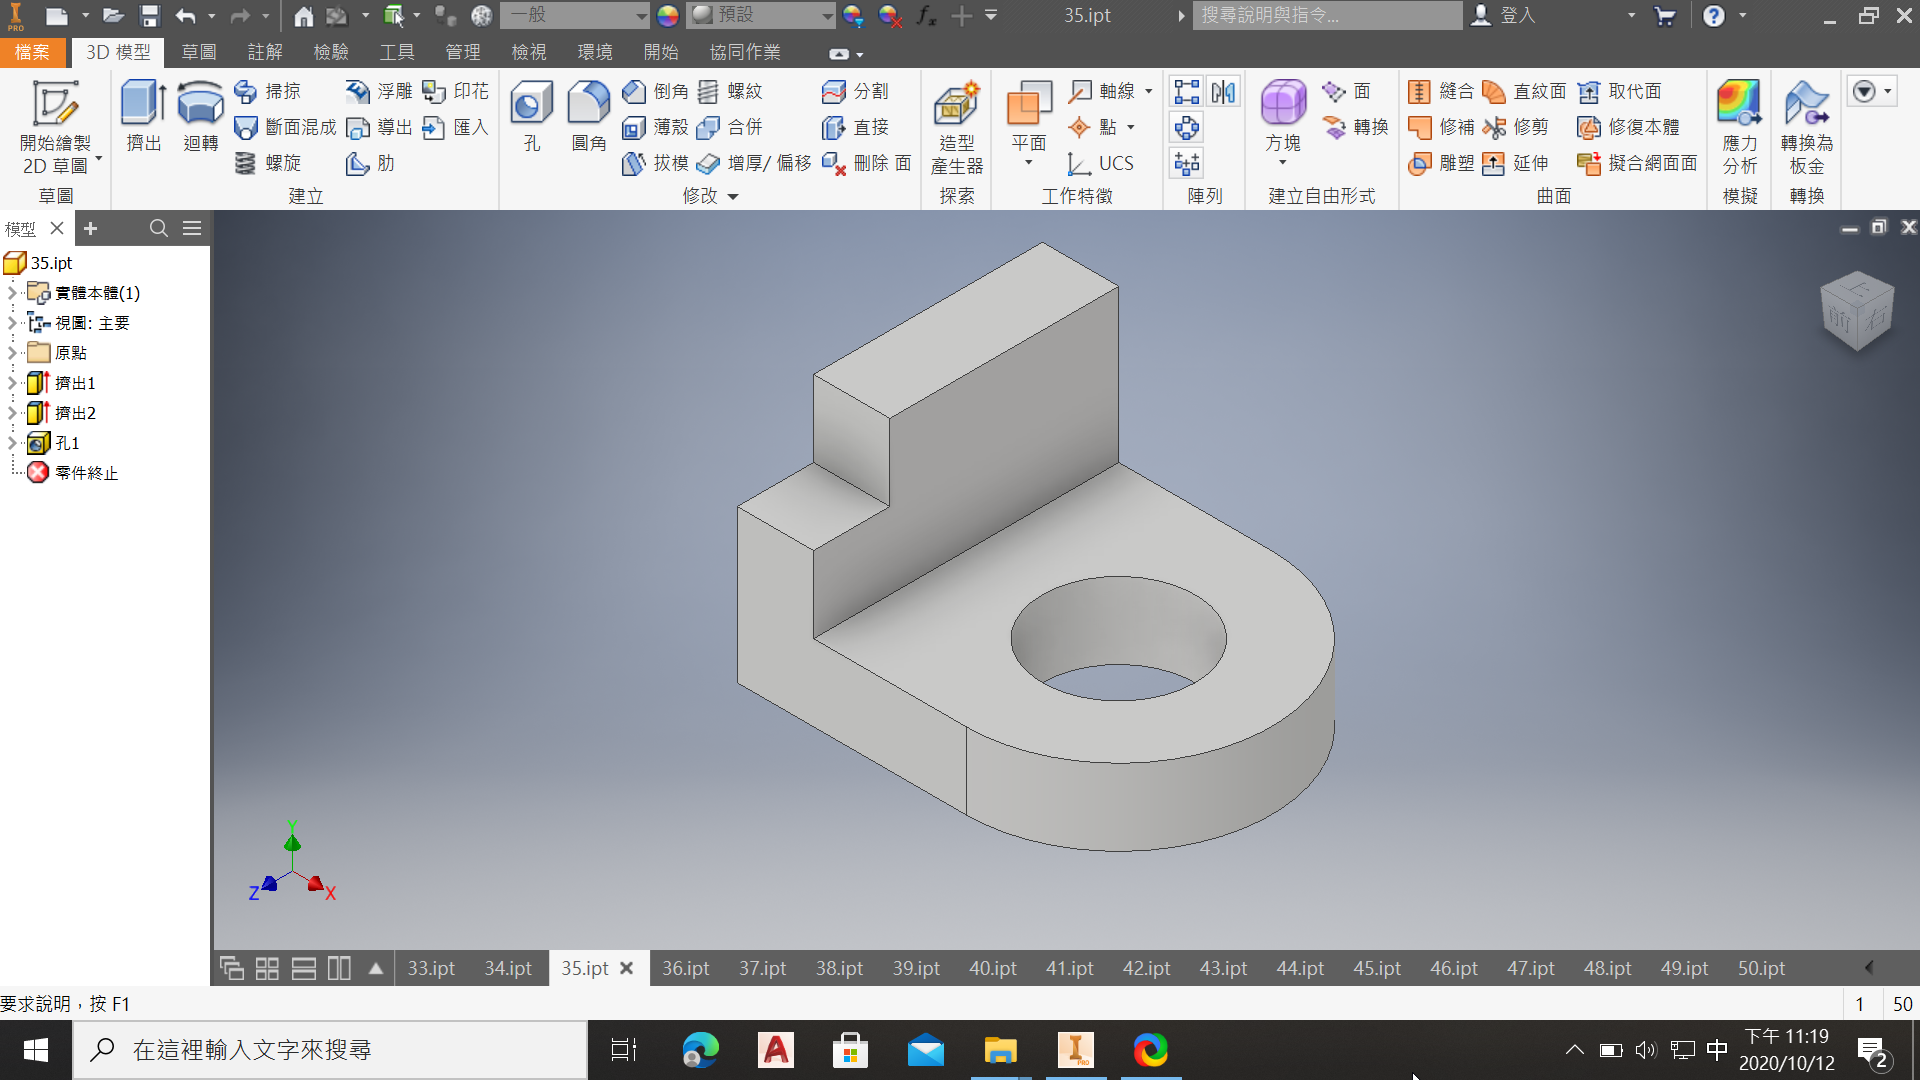 PRO
一般
預設
fx
35.ipt
搜尋說明與指令...
登入
檔案
3D 模型
草圖
註解
檢驗
工具
管理
檢視
環境
開始
協同作業
開始繪製
2D 草圖
草圖
擠出
迴轉
掃掠
斷面混成
螺旋
浮雕
導出
肋
印花
匯入
建立
孔
圓角
倒角
薄殼
拔模
螺紋
合併
增厚/ 偏移
分割
直接
刪除 面
修改
造型
產生器
探索
平面
軸線
點
UCS
工作特徵
陣列
方塊
面
轉換
建立自由形式
縫合
修補
雕塑
直紋面
修剪
延伸
取代面
修復本體
擬合網面面
曲面
應力
分析
模擬
轉換為
板金
轉換
模型
35.ipt
實體本體(1)
視圖: 主要
原點
擠出1
擠出2
孔1
零件終止
上
前
右
Y
Z
X
33.ipt
34.ipt
35.ipt
36.ipt
37.ipt
38.ipt
39.ipt
40.ipt
41.ipt
42.ipt
43.ipt
44.ipt
45.ipt
46.ipt
47.ipt
48.ipt
49.ipt
50.ipt
要求說明，按 F1
1
50
在這裡輸入文字來搜尋
PRO
中
下午 11:19
2020/10/12
2